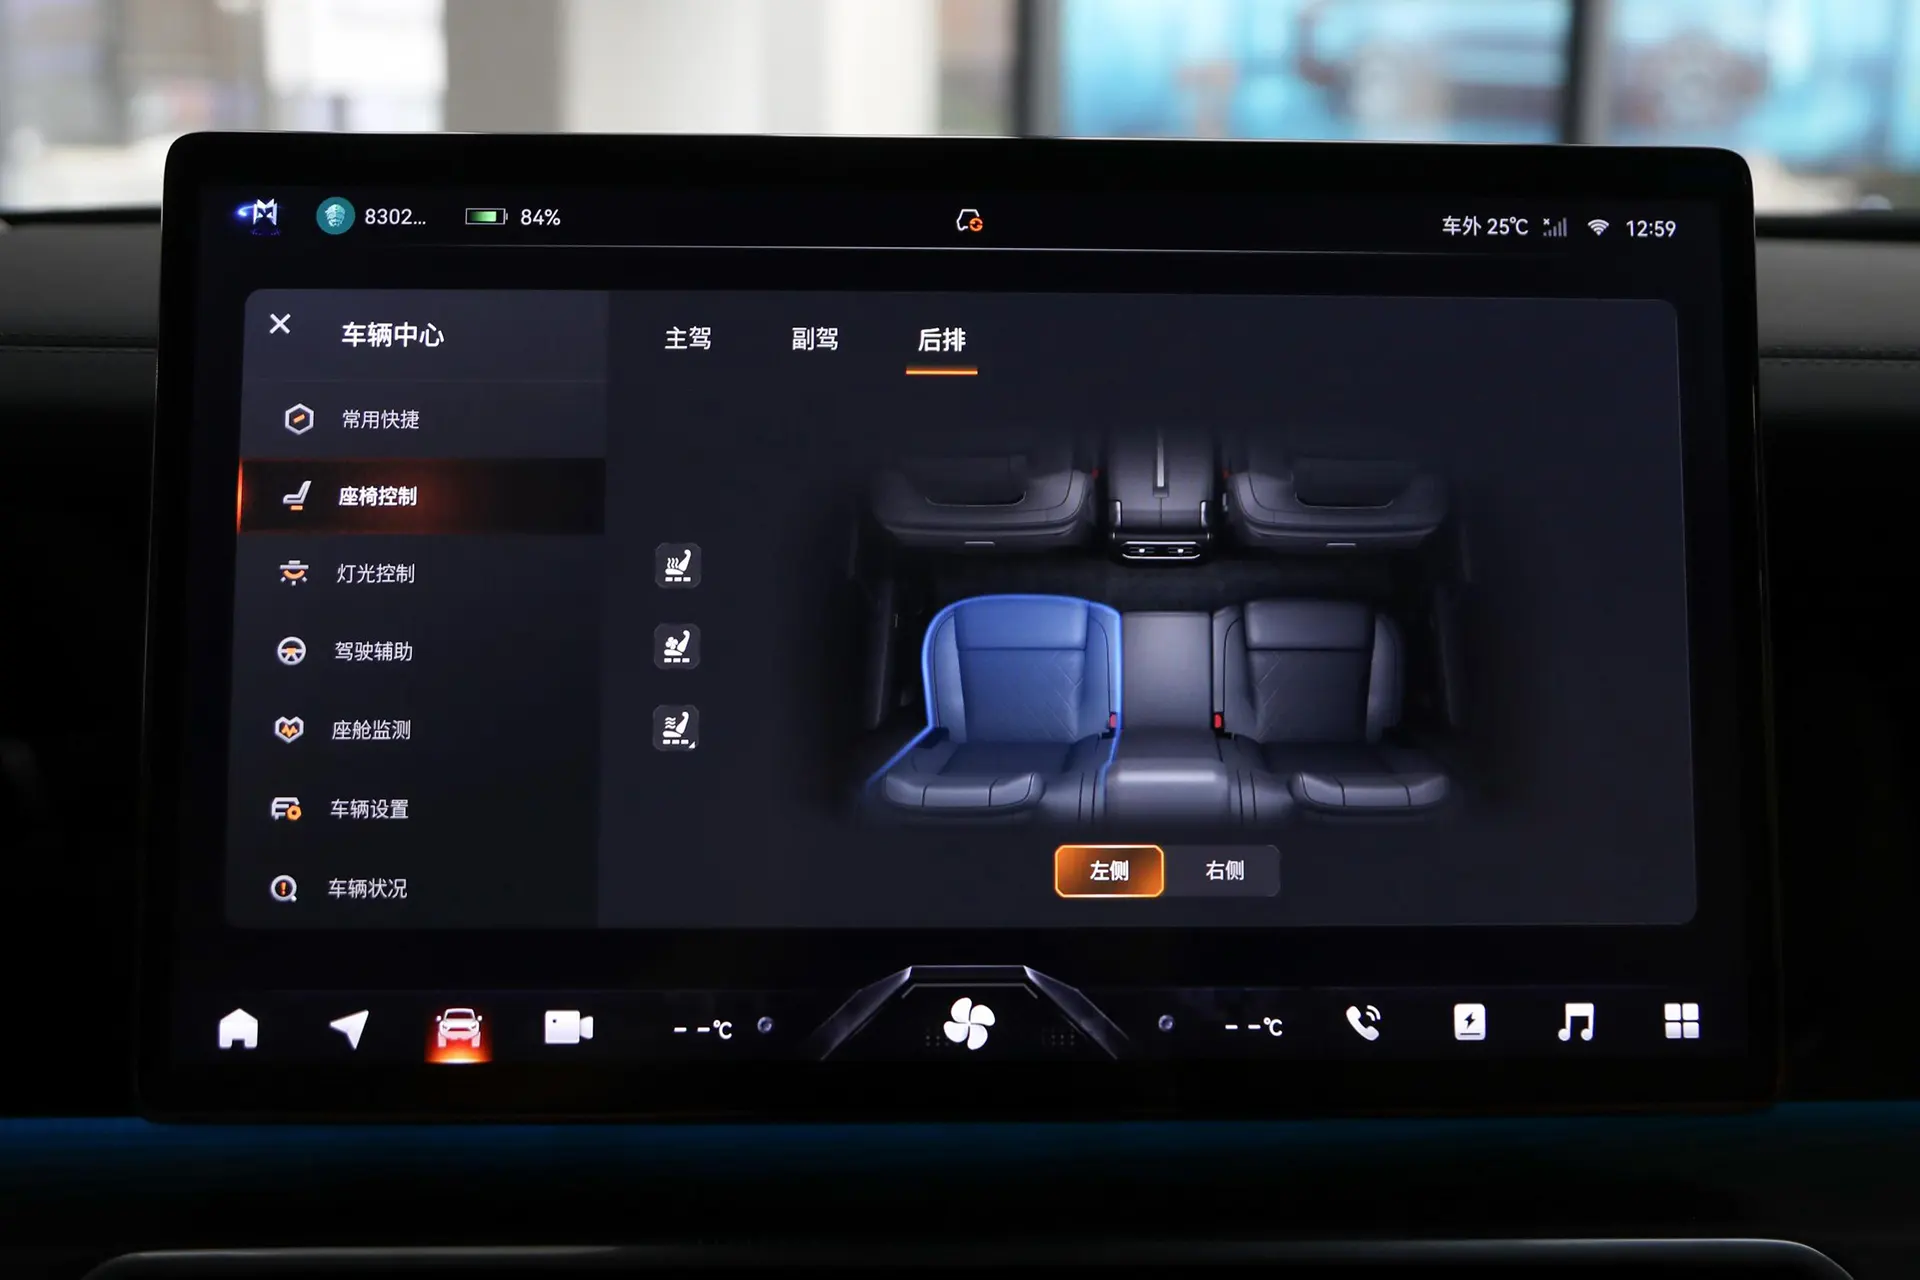 8302... 84% 车外 25℃ 12:59
车辆中心
主驾 副驾 后排
常用快捷
座椅控制
灯光控制
驾驶辅助
座舱监测
车辆设置
车辆状况
左侧 右侧
--℃ --℃